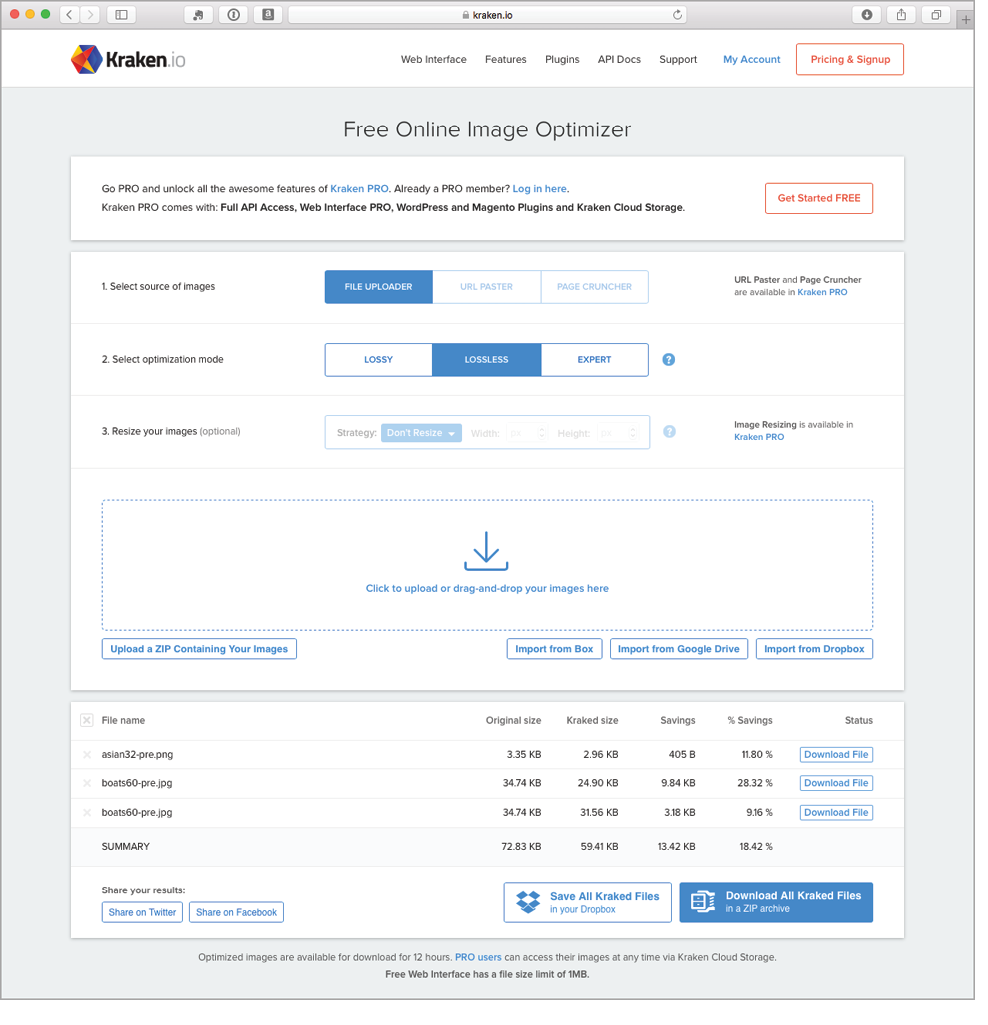 kraken.io
Kraken.io
Web Interface Features Plugins API Docs Support My Account Pricing & Signup
Free Online Image Optimizer
Go PRO and unlock all the awesome features of Kraken PRO. Already a PRO member? Log in here.
Kraken PRO comes with: Full API Access, Web Interface PRO, WordPress and Magento Plugins and Kraken Cloud Storage.
Get Started FREE
1. Select source of images
FILE UPLOADER URL PASTER PAGE CRUNCHER
URL Paster and Page Cruncher
are available in Kraken PRO
2. Select optimization mode
LOSSY LOSSLESS EXPERT ?
3. Resize your images (optional)
Strategy: Don't Resize Width: 0x Height: 0x ?
Image Resizing is available in
Kraken PRO
Click to upload or drag-and-drop your images here
Upload a ZIP Containing Your Images Import from Box Import from Google Drive Import from Dropbox
File name Original size Kraked size Savings % Savings Status
asian32-pre.png 3.35 KB 2.96 KB 405 B 11.80 % Download File
boats60-pre.jpg 34.74 KB 24.90 KB 9.84 KB 28.32 % Download File
boats60-pre.jpg 34.74 KB 31.56 KB 3.18 KB 9.16 % Download File
SUMMARY 72.83 KB 59.41 KB 13.42 KB 18.42 %
Share your results:
Share on Twitter Share on Facebook
Save All Kraked Files
in your Dropbox
Download All Kraked Files
in a ZIP archive
Optimized images are available for download for 12 hours. PRO users can access their images at any time via Kraken Cloud Storage.
Free Web Interface has a file size limit of 1MB.